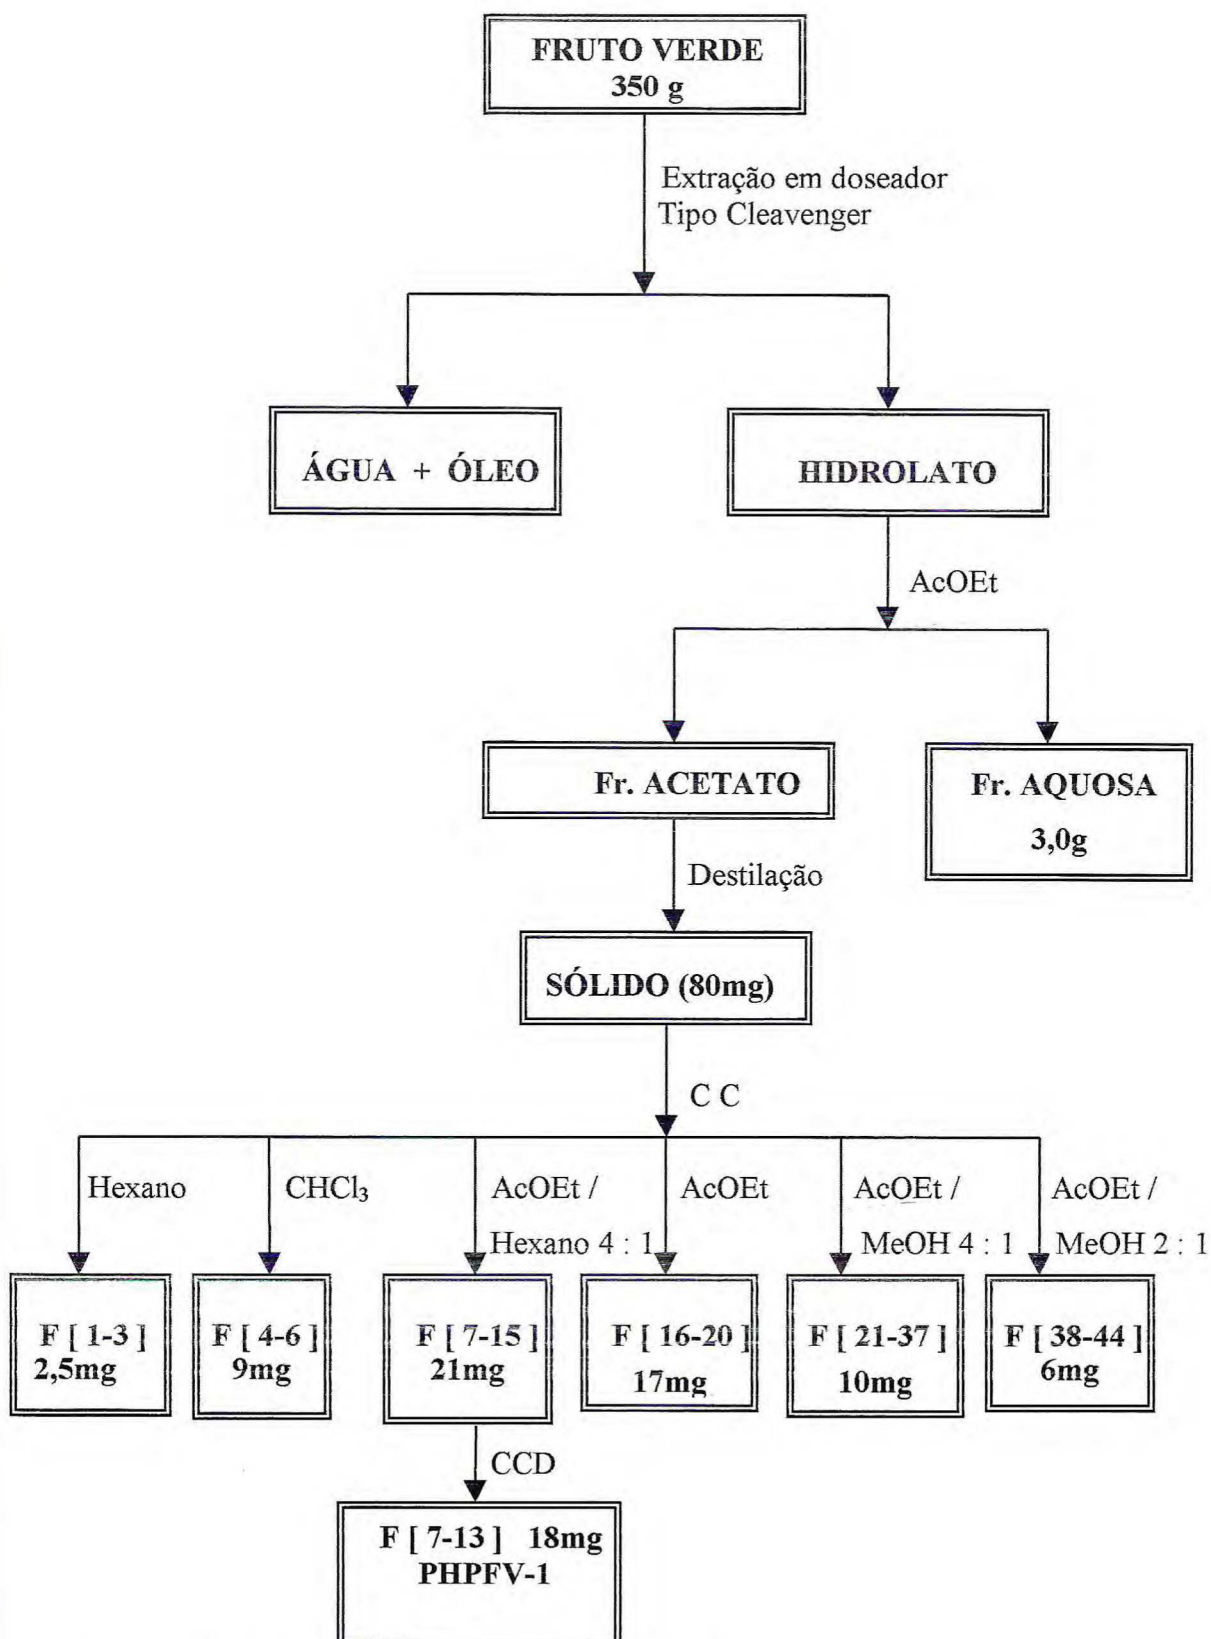 FRUTO VERDE
350 g
Extração em doseador
Tipo Cleavenger
ÁGUA + ÓLEO
HIDROLATO
AcOEt
Fr. ACETATO
Fr. AQUOSA
3,0g
Destilação
SÓLIDO (80mg)
C C
Hexano
CHCl₃
AcOEt /
Hexano 4 : 1
AcOEt
AcOEt /
MeOH 4 : 1
AcOEt /
MeOH 2 : 1
F [ 1-3 ]
2,5mg
F [ 4-6 ]
9mg
F [ 7-15 ]
21mg
F [ 16-20 ]
17mg
F [ 21-37 ]
10mg
F [ 38-44 ]
6mg
CCD
F [ 7-13 ] 18mg
PHPFV-1